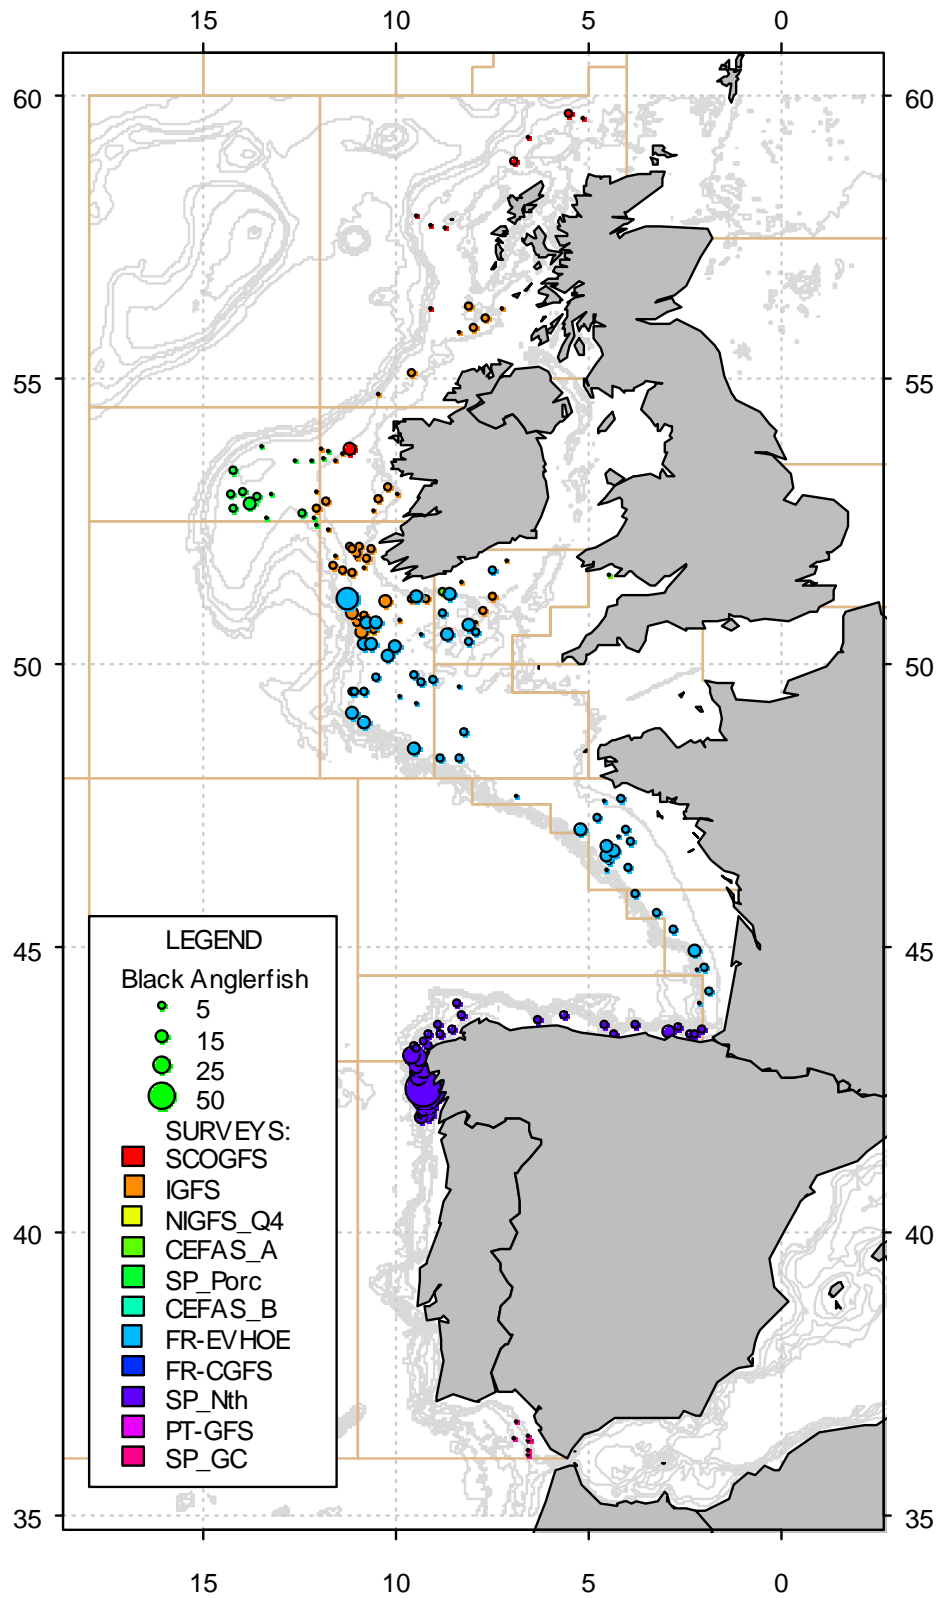 15 10 5 0
60 60
55 55
50 50
45 45
LEGEND
Black Anglerfish
5
15
25
50
SURVEYS:
SCOGFS
IGFS
NIGFS_Q4
CEFAS_A
SP_Porc
CEFAS_B
FR-EVHOE
FR-CGFS
SP_Nth
PT-GFS
SP_GC
40 40
35 35
15 10 5 0